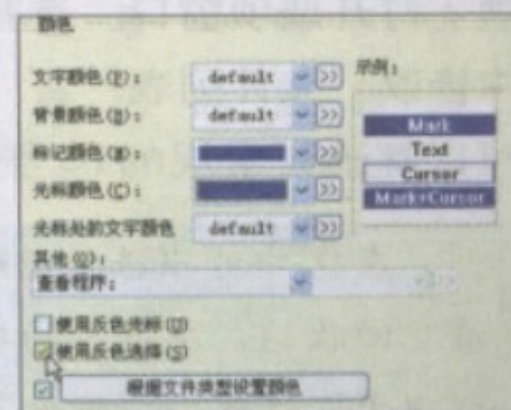 颜色
文字颜色(F): default >> 示例:
背景颜色(B): default >> Mark
标记颜色(M): >> Text
光标颜色(C): >> Cursor
Mark+Cursor
光标处的文字颜色 default >>
其他(O):
查看程序: >>
使用反色光标(U)
使用反色选择(S)
根据文件类型设置颜色